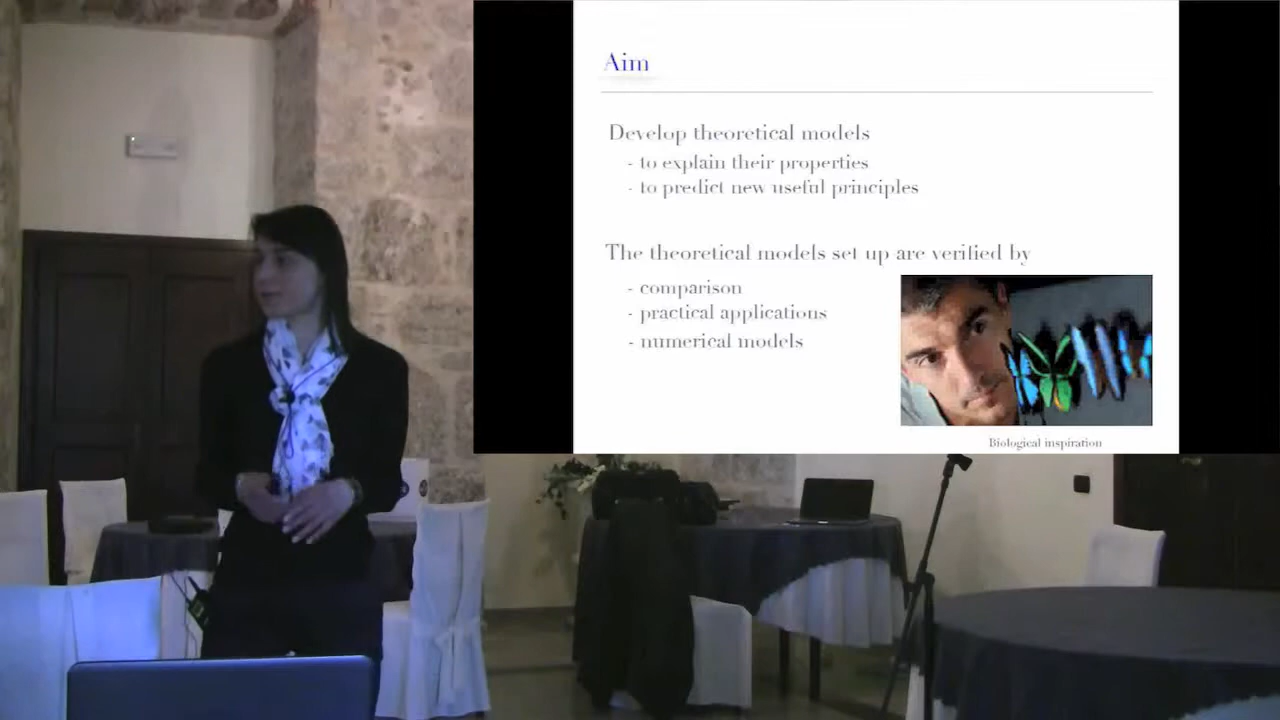 Aim
Develop theoretical models
- to explain their properties
- to predict new useful principles
The theoretical models set up are verified by
- comparison
- practical applications
- numerical models
Biological inspiration